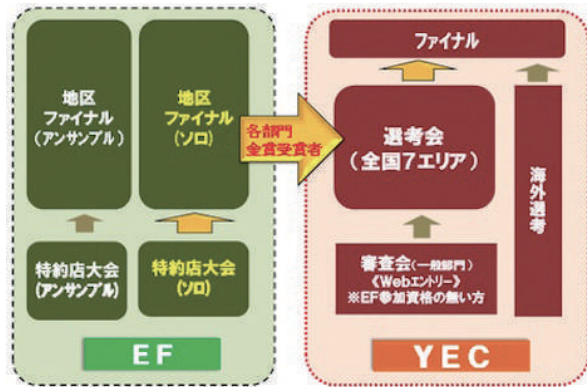 地区
ファイナル
(アンサンブル)
地区
ファイナル
(ソロ)
特約店大会
(アンサンブル)
特約店大会
(ソロ)
EF
各部門
金賞受賞者
ファイナル
選考会
(全国7エリア)
海外選考
審査会(一般部門)
《Webエントリー》
※EF参加資格の無い方
YEC